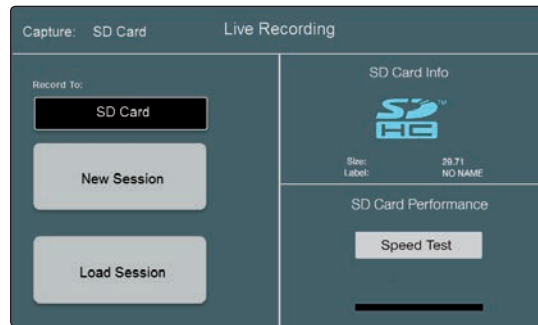 Capture: SD Card Live Recording
Record To:
SD Card
New Session
Load Session
SD Card Info
SD™
HC
Size: 29.71
Label: NO NAME
SD Card Performance
Speed Test